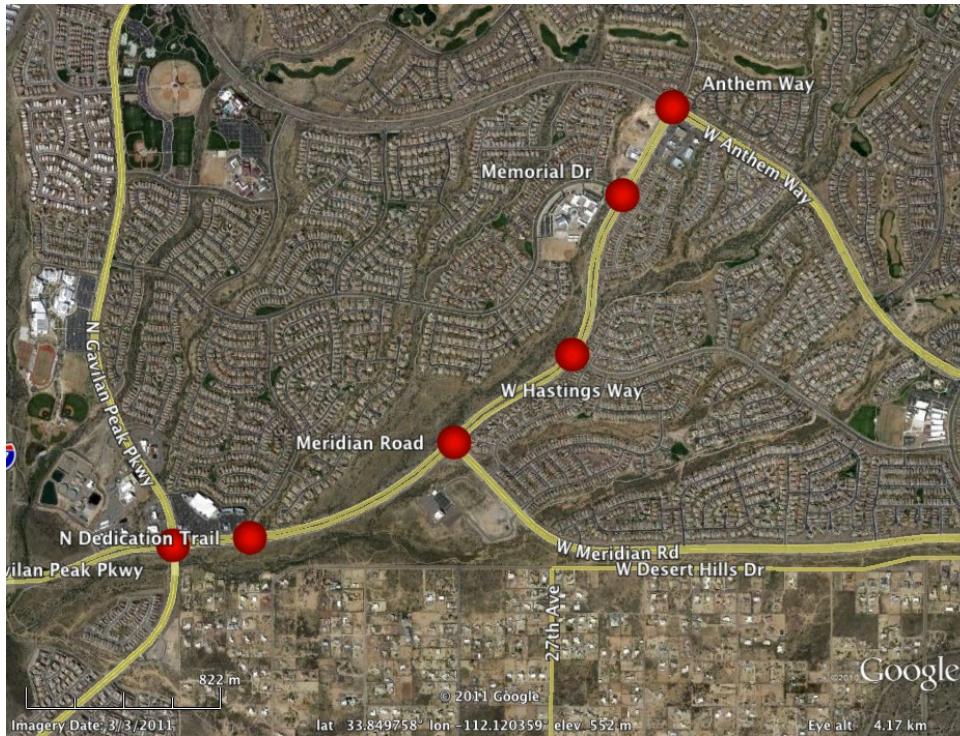 Anthem Way
W Anthem Way
Memorial Dr
N Gavilan Peak Pkwy
W Hastings Way
Meridian Road
N Dedication Trail
W Meridian Rd
vilan Peak Pkwy
W Desert Hills Dr
27th Ave
822 m
© 2011 Google
Google
Imagery Date: 3/3/2011
lat 33.849758° lon -112.120359° elev 552 m
Eye alt 4.17 km